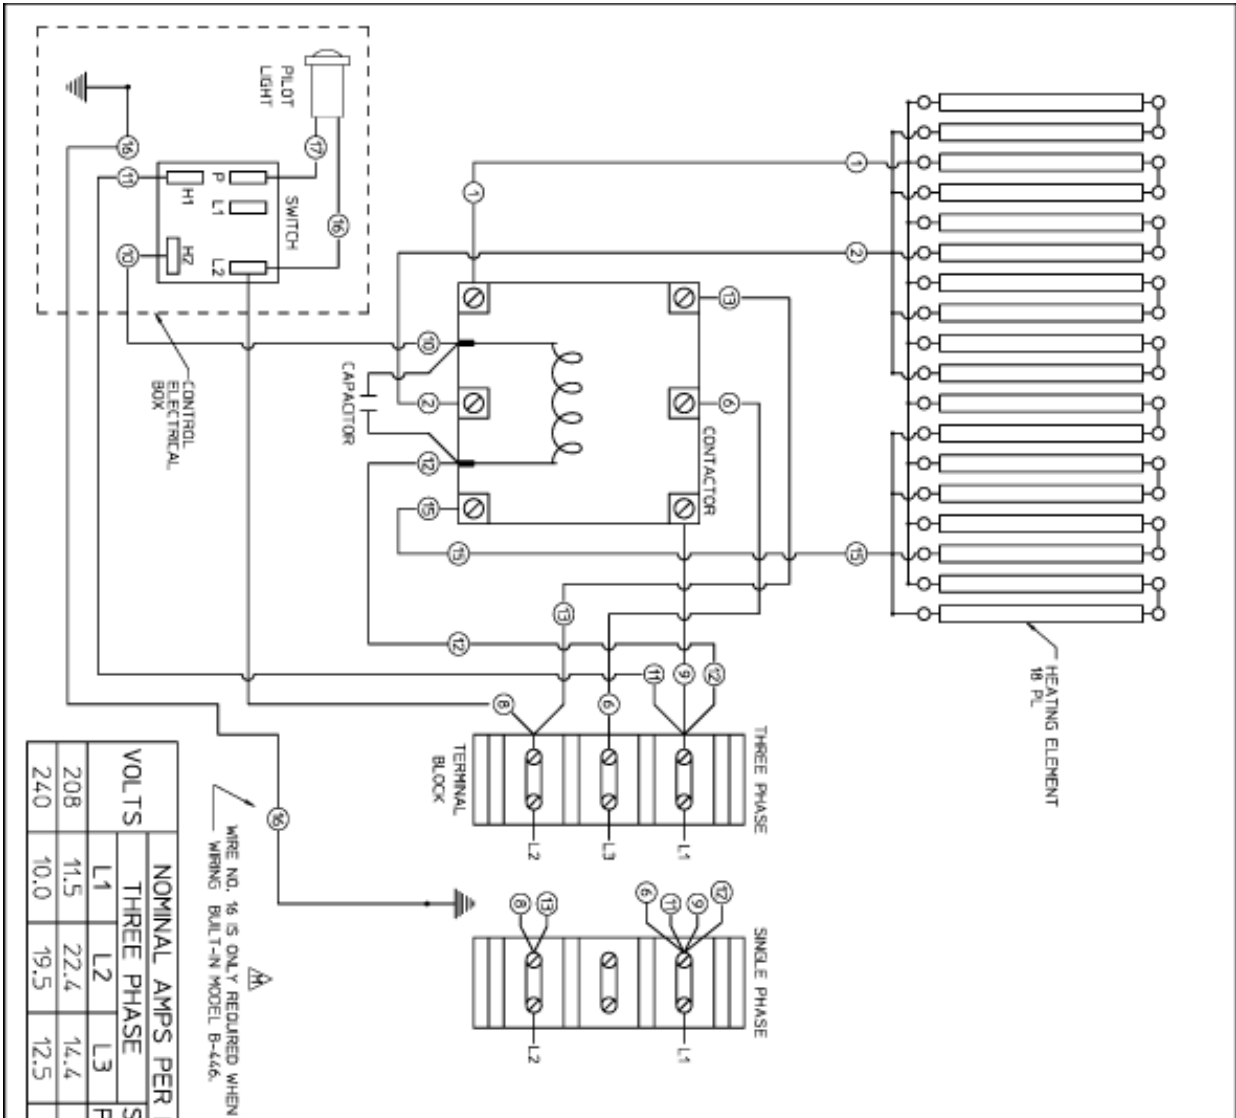 HEATING ELEMENT
18 PL
1
2
15
THREE PHASE
SINGLE PHASE
13
6
CONTACTOR
12
12
9
L1
9
L1
11
11
6
6
L3
13
13
L2
L2
8
8
1
15
12
TERMINAL
BLOCK
10
2
12
15
CAPACITOR
16
17
PILOT
LIGHT
SWITCH
16
P L1 L2
H1 H2
CONTROL
ELECTRICAL
BOX
16
11
10
WIRE NO. 16 IS ONLY REQUIRED WHEN
WIRING BUILT-IN MODEL B-446.
NOMINAL AMPS PER
VOLTS THREE PHASE S
L1 L2 L3 P
208 11.5 22.4 14.4
240 10.0 19.5 12.5